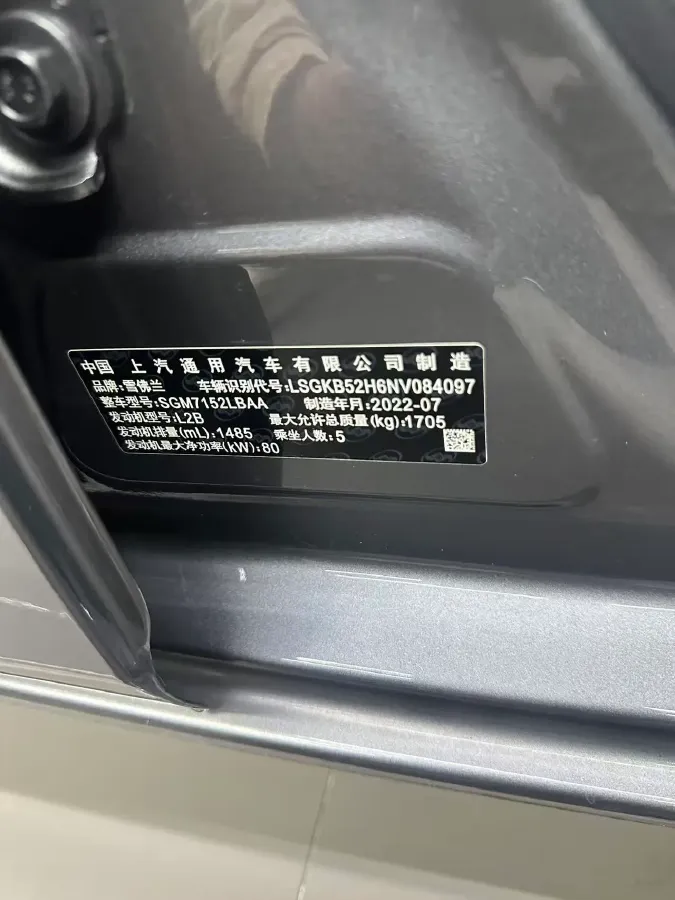 中国 上汽通用汽车有限公司制造
品牌:雪佛兰 车辆识别代号:LSGKB52H6NV084097
整车型号:SGM7152LBAA 制造年月:2022-07
发动机型号:L2B 最大允许总质量(kg):1705
发动机排量(mL):1485 乘坐人数:5
发动机最大净功率(kW):80